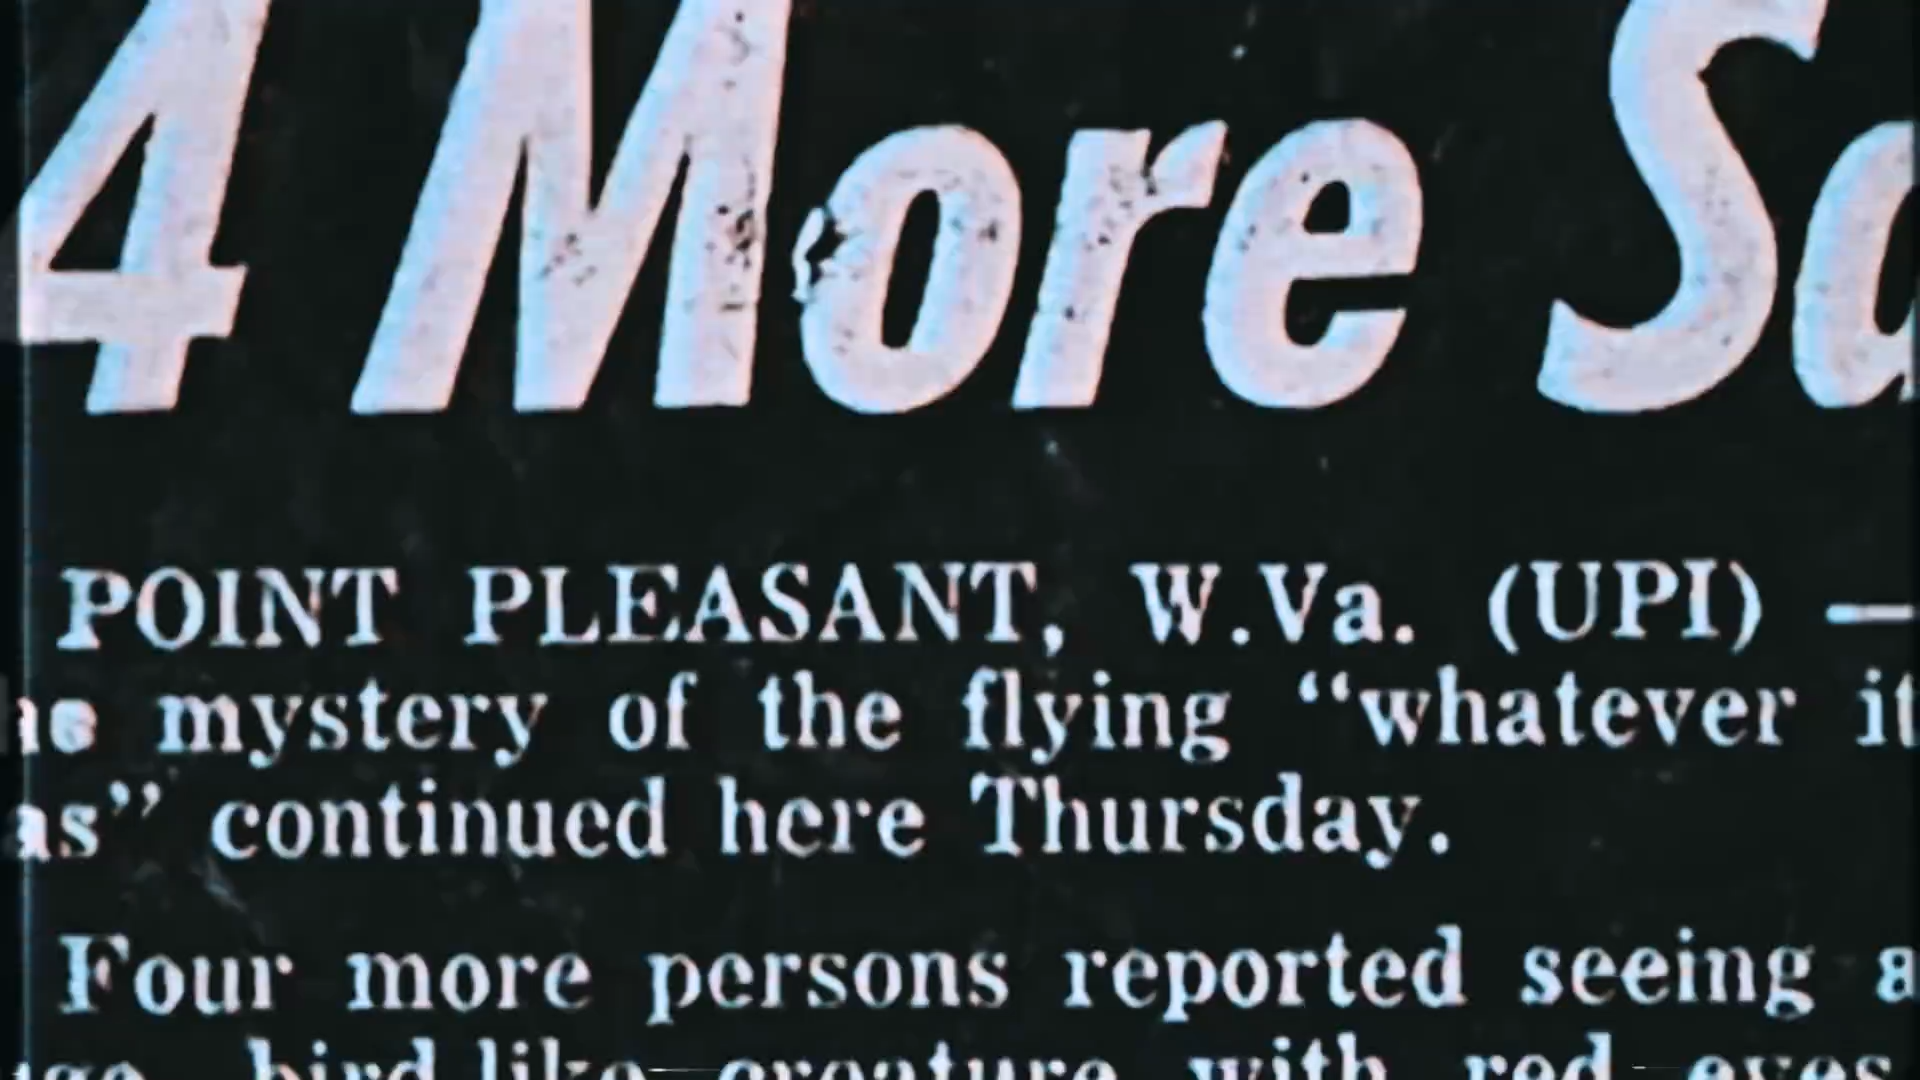 4 More Sa
POINT PLEASANT, W.Va. (UPI) —
he mystery of the flying “whatever it
as” continued here Thursday.
Four more persons reported seeing a
ge, bird-like creature with red eyes